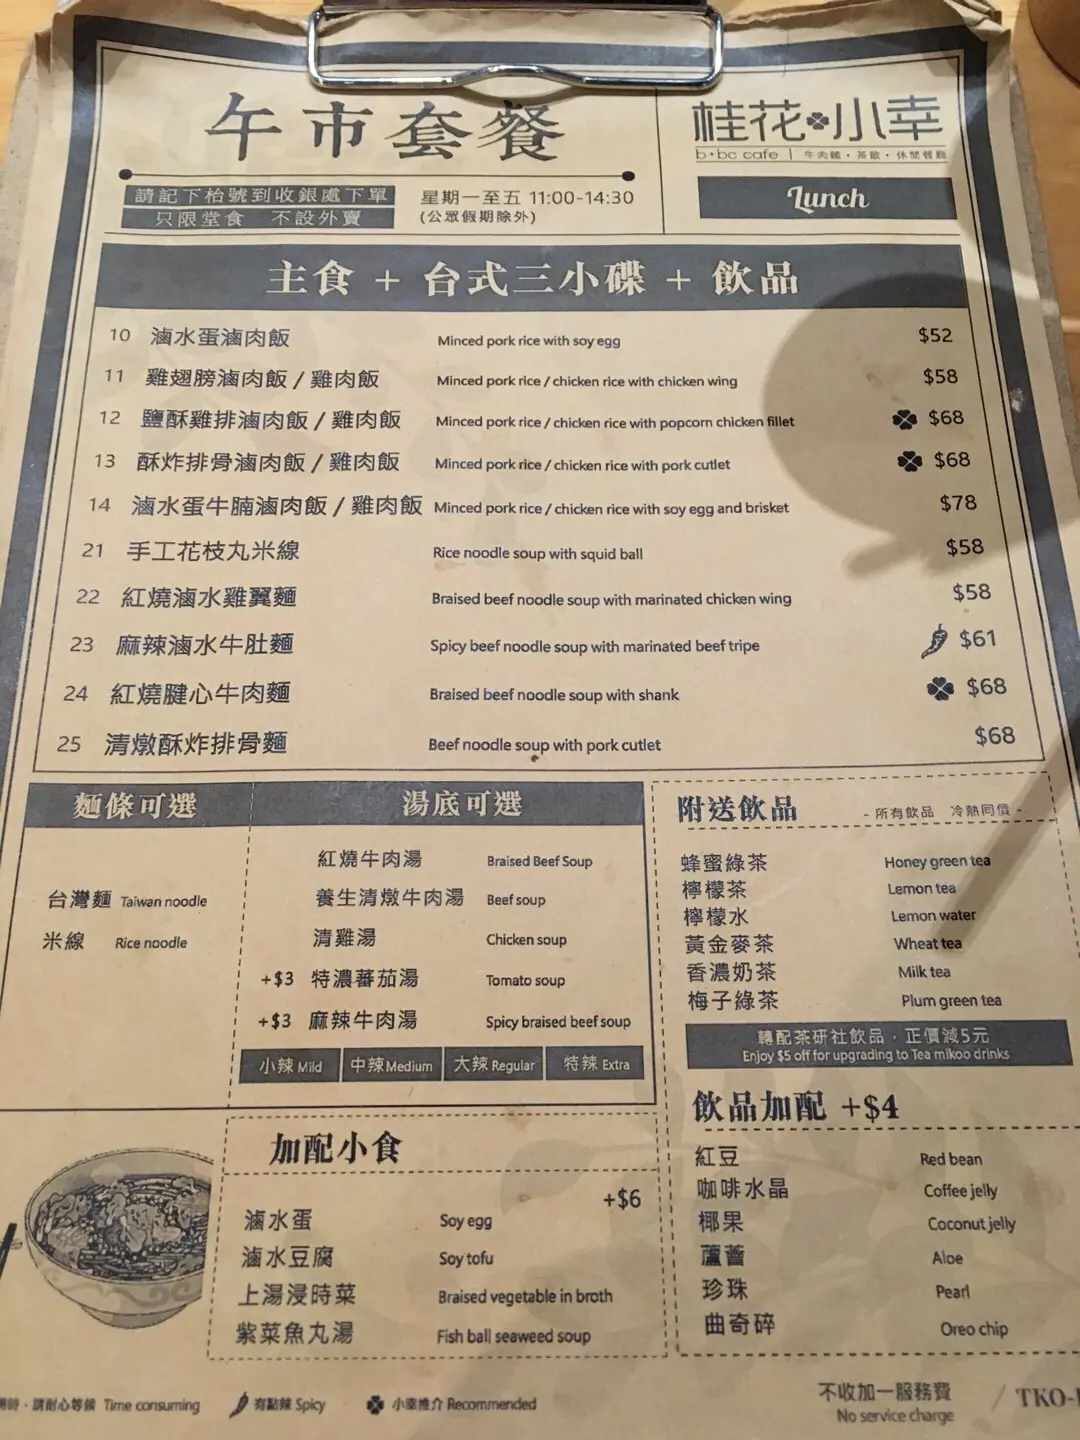 午市套餐
請記下枱號到收銀處下單
只限堂食 不設外賣
星期一至五 11:00-14:30
(公眾假期除外)
桂花小幸
b+bc cafe | 牛肉麵・茶飲・休閒餐廳
Lunch
主食 + 台式三小碟 + 飲品
10 滷水蛋滷肉飯 Minced pork rice with soy egg $52
11 雞翅膀滷肉飯 / 雞肉飯 Minced pork rice / chicken rice with chicken wing $58
12 鹽酥雞排滷肉飯 / 雞肉飯 Minced pork rice / chicken rice with popcorn chicken fillet $68
13 酥炸排骨滷肉飯 / 雞肉飯 Minced pork rice / chicken rice with pork cutlet $68
14 滷水蛋牛腩滷肉飯 / 雞肉飯 Minced pork rice / chicken rice with soy egg and brisket $78
21 手工花枝丸米線 Rice noodle soup with squid ball $58
22 紅燒滷水雞翼麵 Braised beef noodle soup with marinated chicken wing $58
23 麻辣滷水牛肚麵 Spicy beef noodle soup with marinated beef tripe $61
24 紅燒腱心牛肉麵 Braised beef noodle soup with shank $68
25 清燉酥炸排骨麵 Beef noodle soup with pork cutlet $68
麵條可選
台灣麵 Taiwan noodle
米線 Rice noodle
湯底可選
紅燒牛肉湯 Braised Beef Soup
養生清燉牛肉湯 Beef soup
清雞湯 Chicken soup
+$3 特濃蕃茄湯 Tomato soup
+$3 麻辣牛肉湯 Spicy braised beef soup
小辣 Mild 中辣 Medium 大辣 Regular 特辣 Extra
附送飲品 - 所有飲品 冷熱同價 -
蜂蜜綠茶 Honey green tea
檸檬茶 Lemon tea
檸檬水 Lemon water
黃金麥茶 Wheat tea
香濃奶茶 Milk tea
梅子綠茶 Plum green tea
轉配茶研社飲品，正價減5元
Enjoy $5 off for upgrading to Tea mikoo drinks
飲品加配 +$4
紅豆 Red bean
咖啡水晶 Coffee jelly
椰果 Coconut jelly
蘆薈 Aloe
珍珠 Pearl
曲奇碎 Oreo chip
加配小食
+$6
滷水蛋 Soy egg
滷水豆腐 Soy tofu
上湯浸時菜 Braised vegetable in broth
紫菜魚丸湯 Fish ball seaweed soup
時・請耐心等候 Time consuming 有點辣 Spicy 小幸推介 Recommended
不收加一服務費
No service charge
/ TKO-